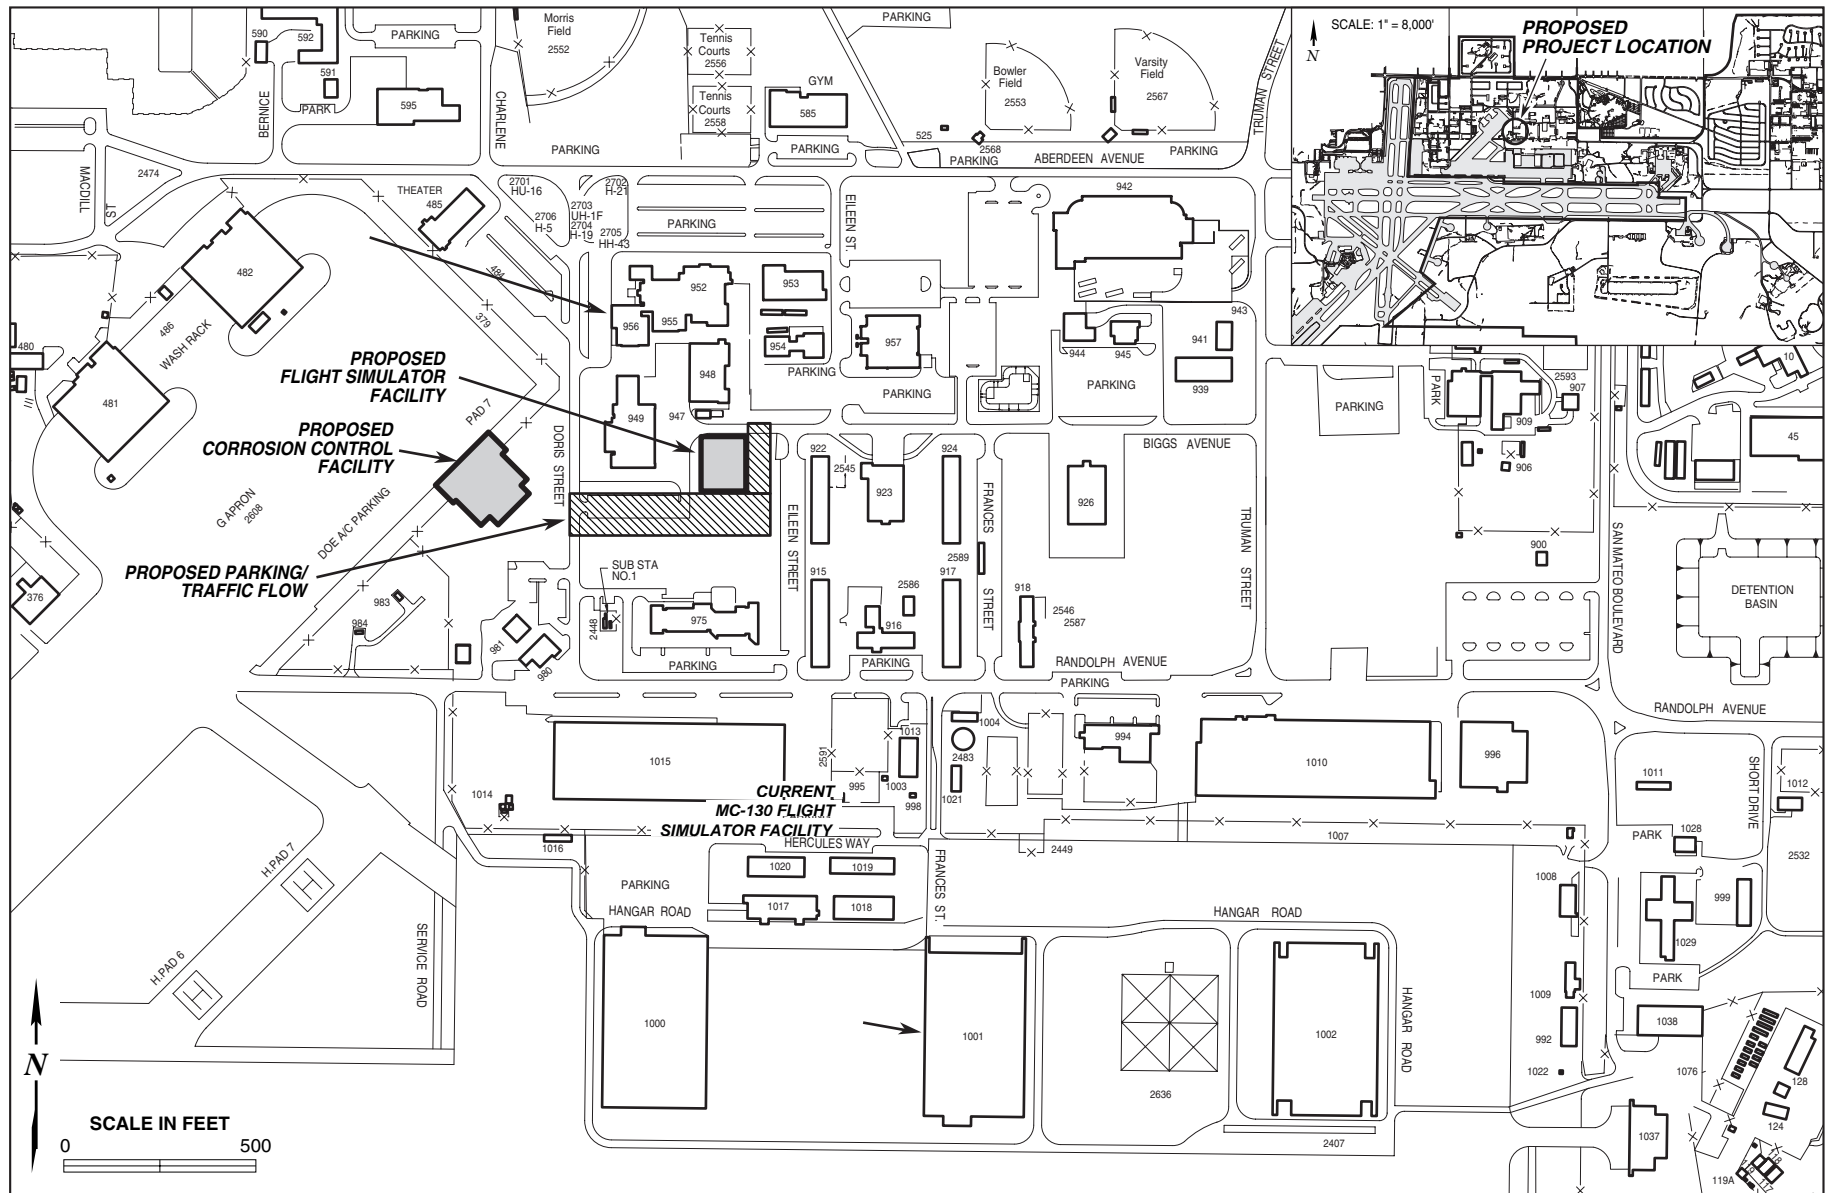 590
592
PARKING
591
PARK
595
BERNICE
CHARLENE
Morris
Field
2552
Tennis
Courts
2556
Tennis
Courts
2558
GYM
585
PARKING
PARKING
PARKING
Bowler
Field
2553
Varsity
Field
2567
525
2568
PARKING
ABERDEEN AVENUE
PARKING
TRUMAN STREET
SCALE: 1" = 8,000'
N
PROPOSED
PROJECT LOCATION
MACDILL
ST
2474
THEATER
485
2701
HU-16
2702
H-21
2703
UH-1F
2704
H-19
2705
HH-43
2706
H-5
PARKING
EILEEN ST.
942
482
484
379
486
WASH RACK
480
481
952
953
955
956
954
957
948
949
947
PARKING
PARKING
943
941
944
945
939
PARKING
PARKING
PARK
2593
907
909
906
10
45
PROPOSED
FLIGHT SIMULATOR
FACILITY
PROPOSED
CORROSION CONTROL
FACILITY
PAD 7
DORIS STREET
G APRON
2608
DOE A/C PARKING
PROPOSED PARKING/
TRAFFIC FLOW
BIGGS AVENUE
922
2545
923
924
926
EILEEN STREET
FRANCES
STREET
TRUMAN STREET
SAN MATEO BOULEVARD
900
DETENTION
BASIN
376
983
984
981
980
SUB STA
NO.1
2448
975
PARKING
915
2586
916
917
2589
918
2546
2587
PARKING
RANDOLPH AVENUE
PARKING
RANDOLPH AVENUE
1015
2591
995
1013
1003
998
1004
2483
1021
994
1010
996
1011
1012
SHORT DRIVE
1014
1016
CURRENT
MC-130 FLIGHT
SIMULATOR FACILITY
HERCULES WAY
2449
1007
PARK
1028
2532
H.PAD 7
H
H.PAD 6
H
SERVICE ROAD
PARKING
HANGAR ROAD
1020
1019
1017
1018
FRANCES ST.
HANGAR ROAD
1008
999
1029
PARK
1000
1001
2636
1002
HANGAR ROAD
1009
992
1022
1038
1076
128
124
1037
119A
119
118
117
2407
N
SCALE IN FEET
0
500